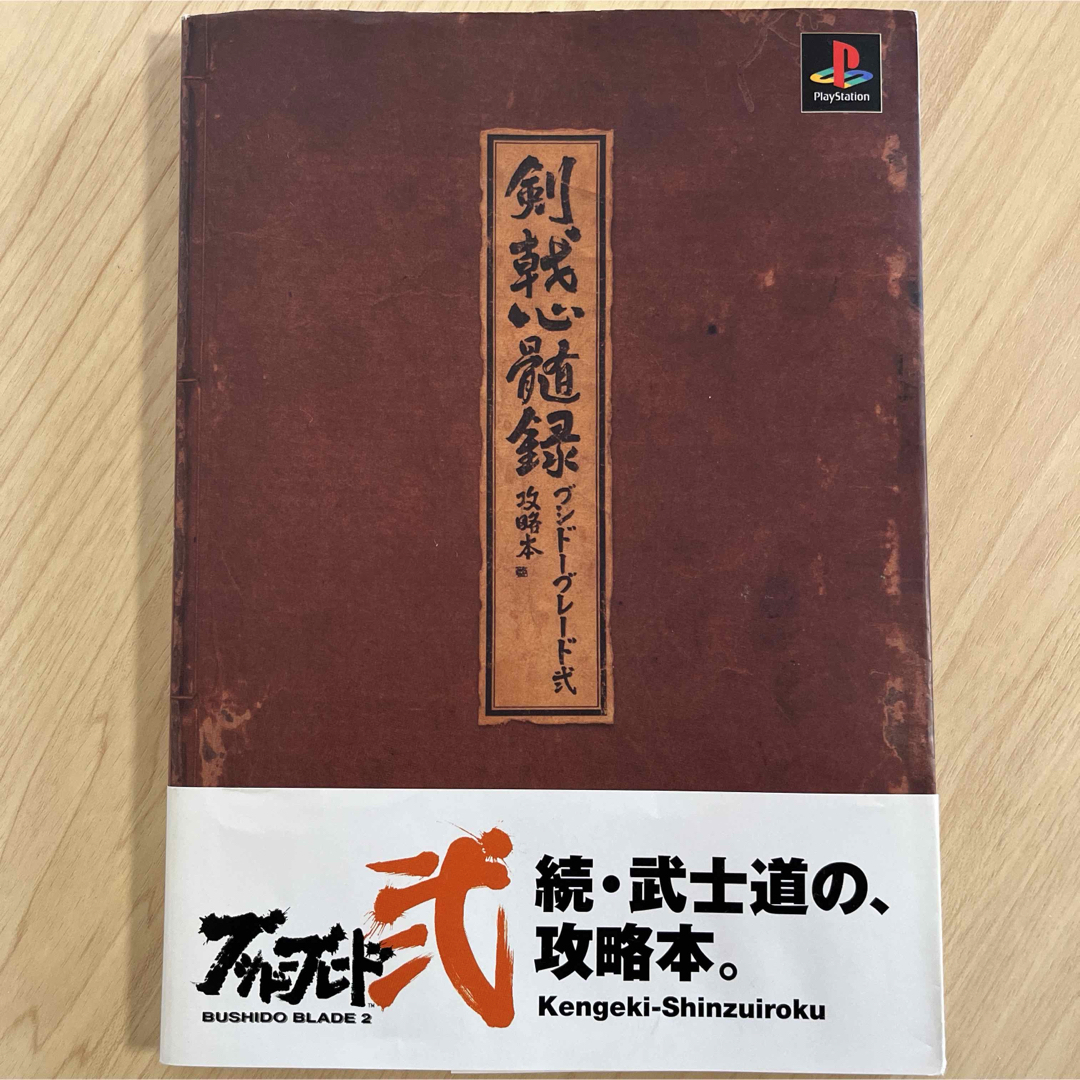 PlayStation
剣戟心髄録
ブシドーブレード弐
攻略本
ブシドーブレード弐
TM
BUSHIDO BLADE 2
続・武士道の、
攻略本。
Kengeki-Shinzuiroku